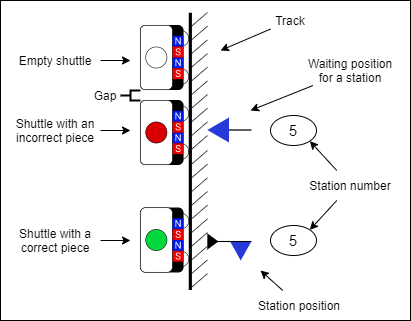 Track
Empty shuttle
N
S
N
S
Waiting position
for a station
Gap
Shuttle with an
incorrect piece
N
S
N
S
5
Station number
Shuttle with a
correct piece
N
S
N
S
5
Station position